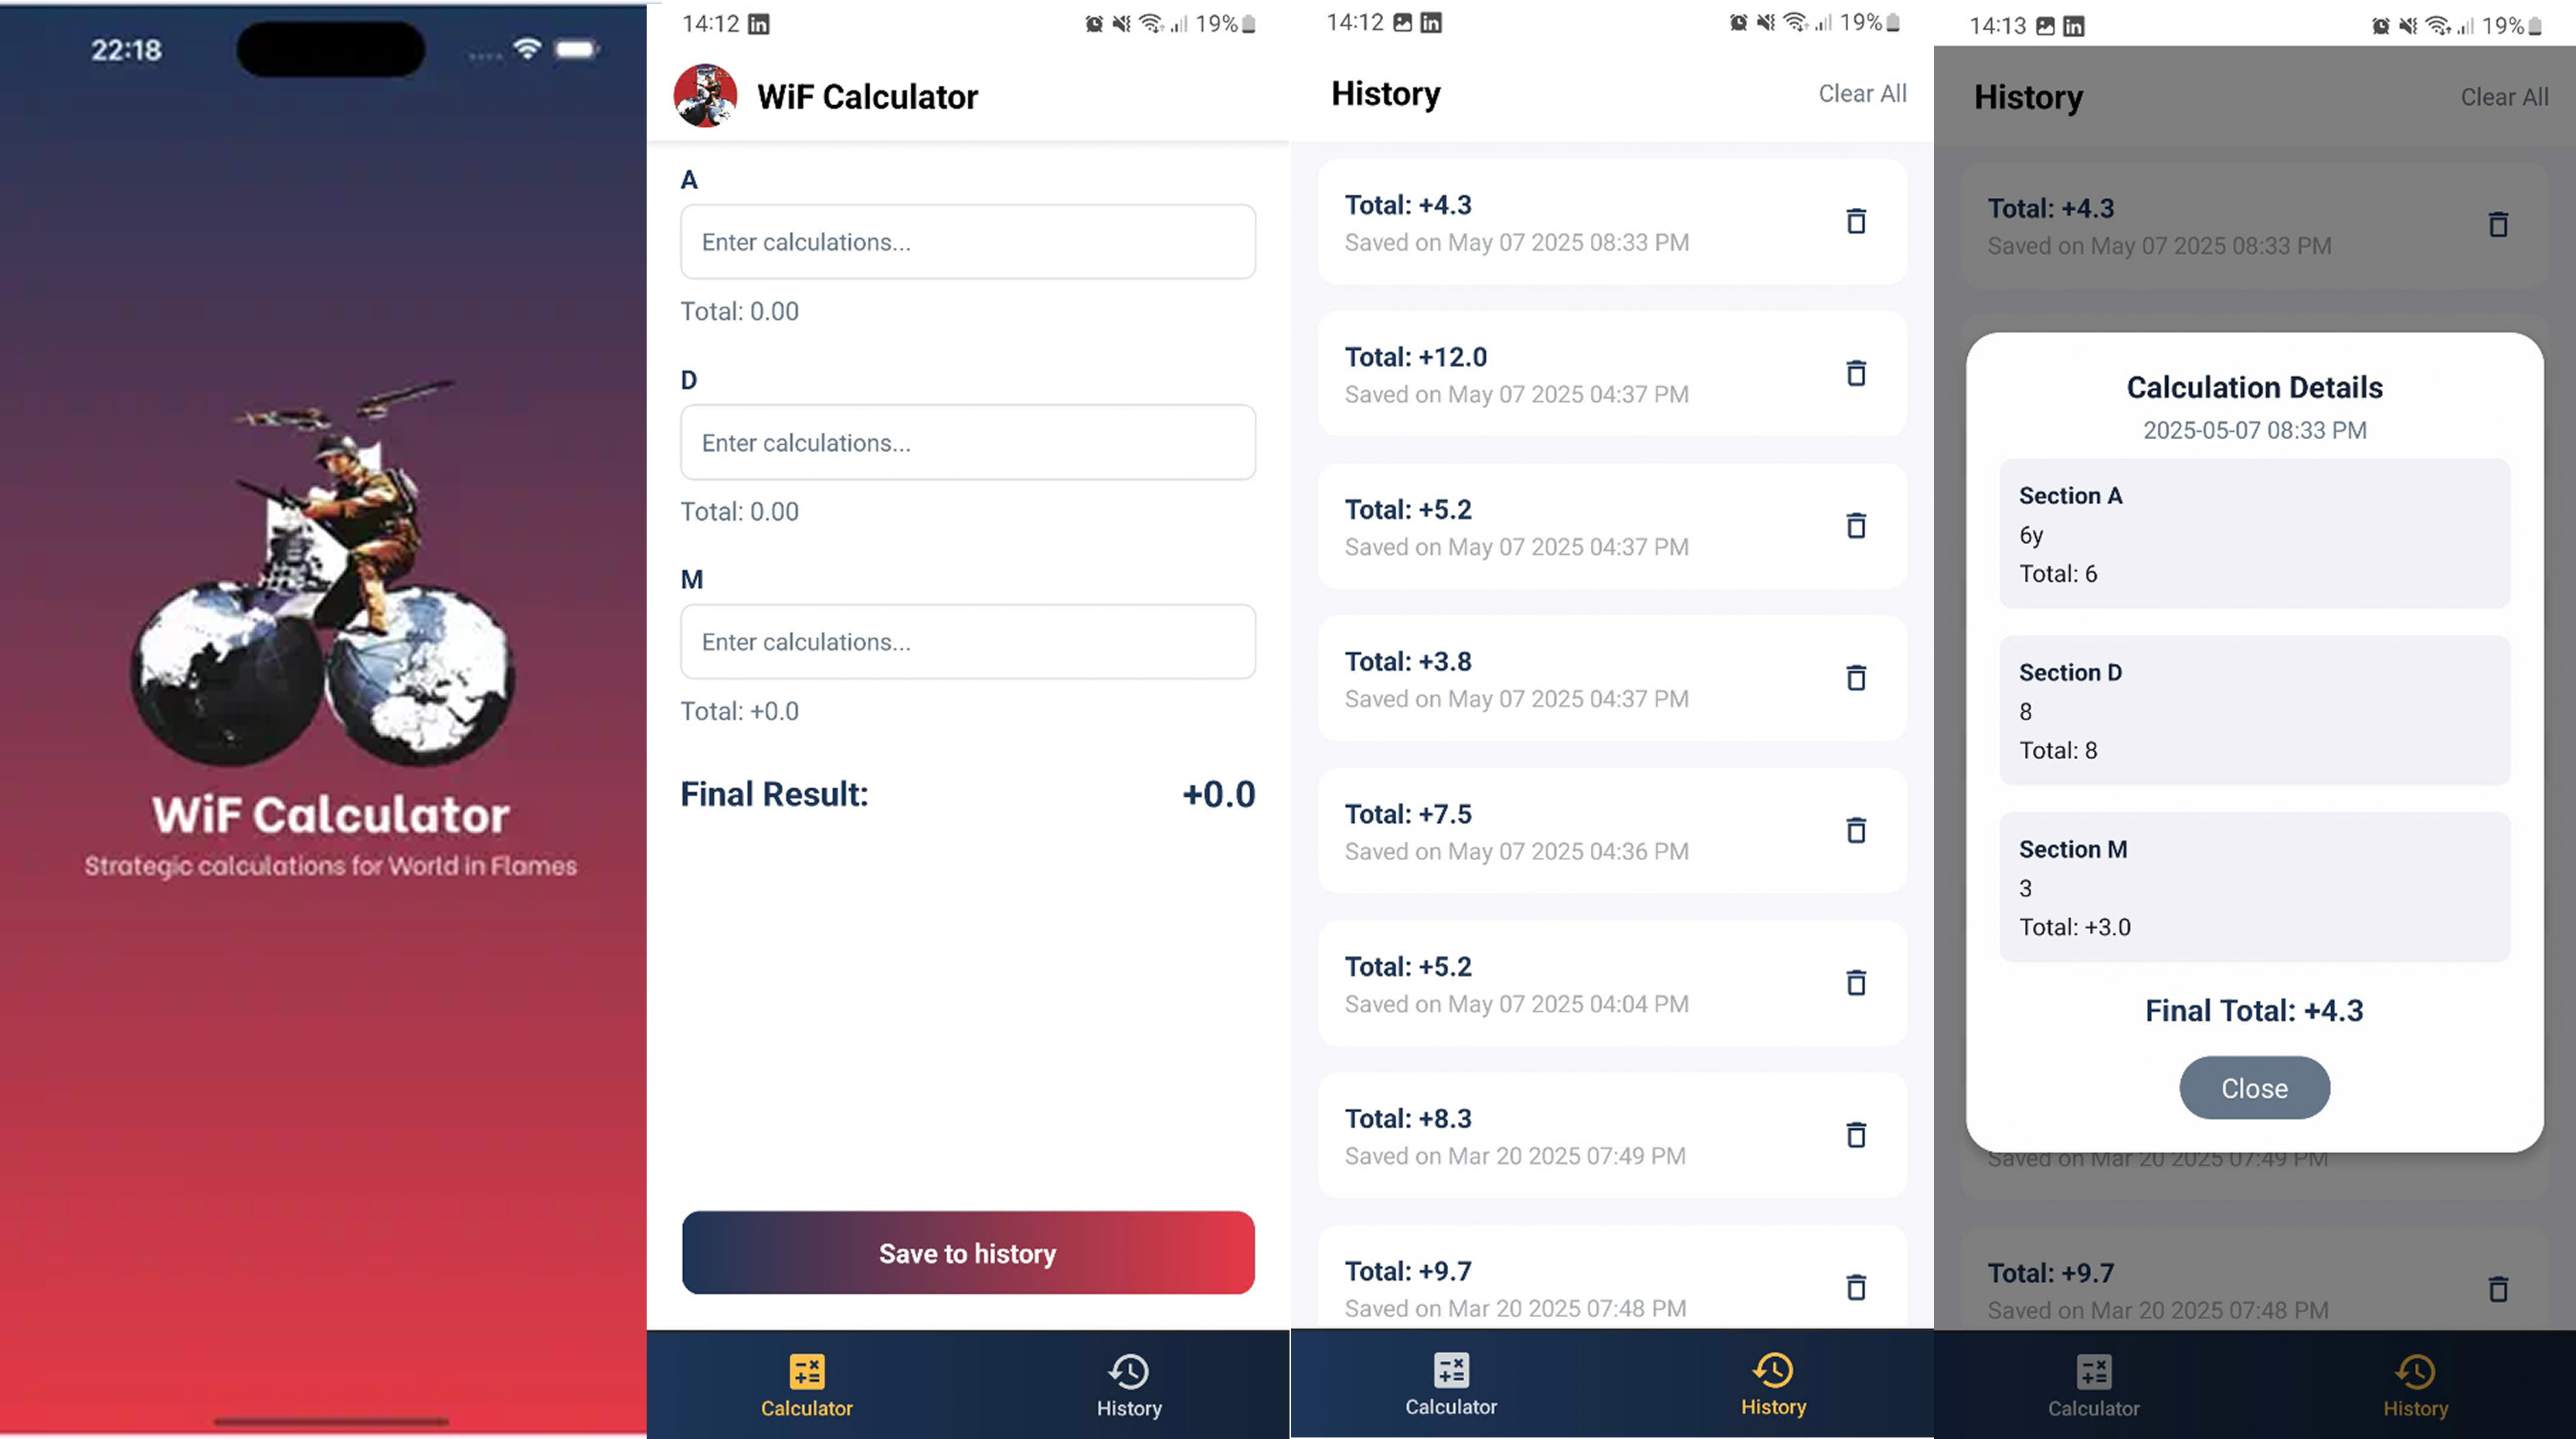 22:18
WiF Calculator
Strategic calculations for World in Flames
14:12
19%
WiF Calculator
A
Enter calculations...
Total: 0.00
D
Enter calculations...
Total: 0.00
M
Enter calculations...
Total: +0.0
Final Result: +0.0
Save to history
Calculator History
14:12
19%
History Clear All
Total: +4.3
Saved on May 07 2025 08:33 PM
Total: +12.0
Saved on May 07 2025 04:37 PM
Total: +5.2
Saved on May 07 2025 04:37 PM
Total: +3.8
Saved on May 07 2025 04:37 PM
Total: +7.5
Saved on May 07 2025 04:36 PM
Total: +5.2
Saved on May 07 2025 04:04 PM
Total: +8.3
Saved on Mar 20 2025 07:49 PM
Total: +9.7
Saved on Mar 20 2025 07:48 PM
Calculator History
14:13
19%
History Clear All
Total: +4.3
Saved on May 07 2025 08:33 PM
Calculation Details
2025-05-07 08:33 PM
Section A
6y
Total: 6
Section D
8
Total: 8
Section M
3
Total: +3.0
Final Total: +4.3
Close
Saved on Mar 20 2025 07:49 PM
Total: +9.7
Saved on Mar 20 2025 07:48 PM
Calculator History